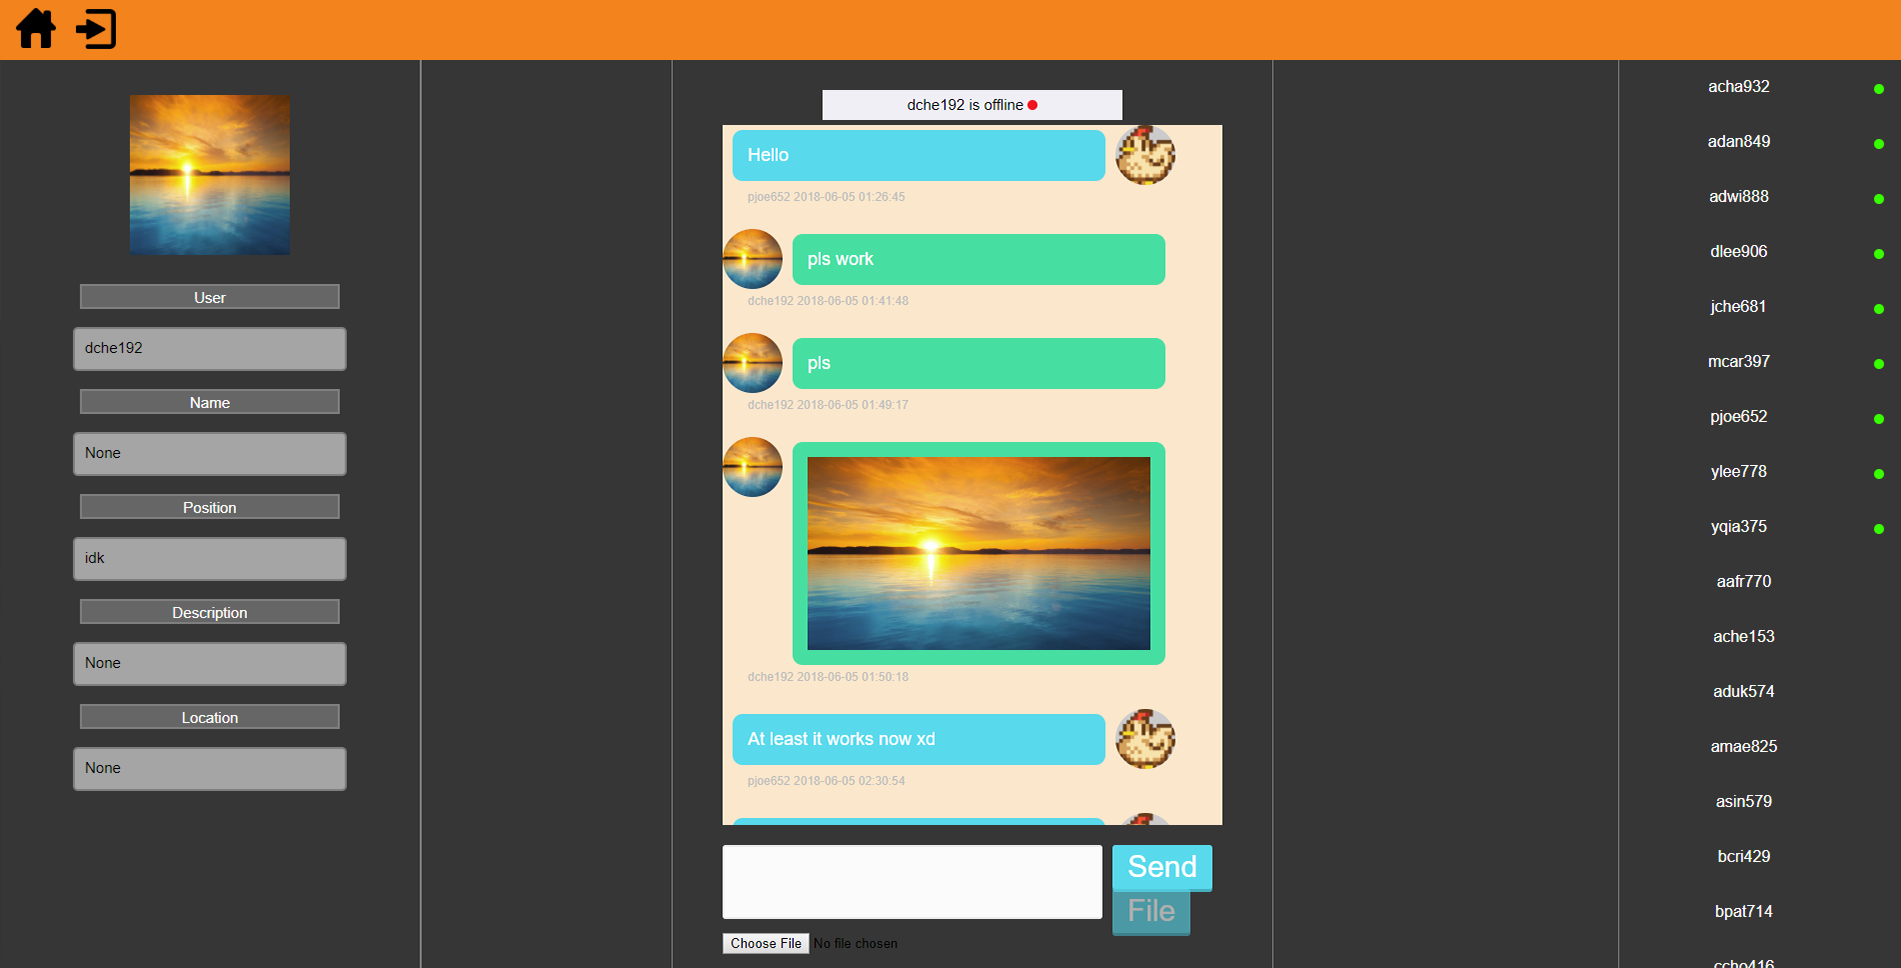 User
dche192
Name
None
Position
idk
Description
None
Location
None
dche192 is offline
Hello
pjoe652 2018-06-05 01:26:45
pls work
dche192 2018-06-05 01:41:48
pls
dche192 2018-06-05 01:49:17
dche192 2018-06-05 01:50:18
At least it works now xd
pjoe652 2018-06-05 02:30:54
Send
File
Choose File No file chosen
acha932
adan849
adwi888
dlee906
jche681
mcar397
pjoe652
ylee778
yqia375
aafr770
ache153
aduk574
amae825
asin579
bcri429
bpat714
ccho416